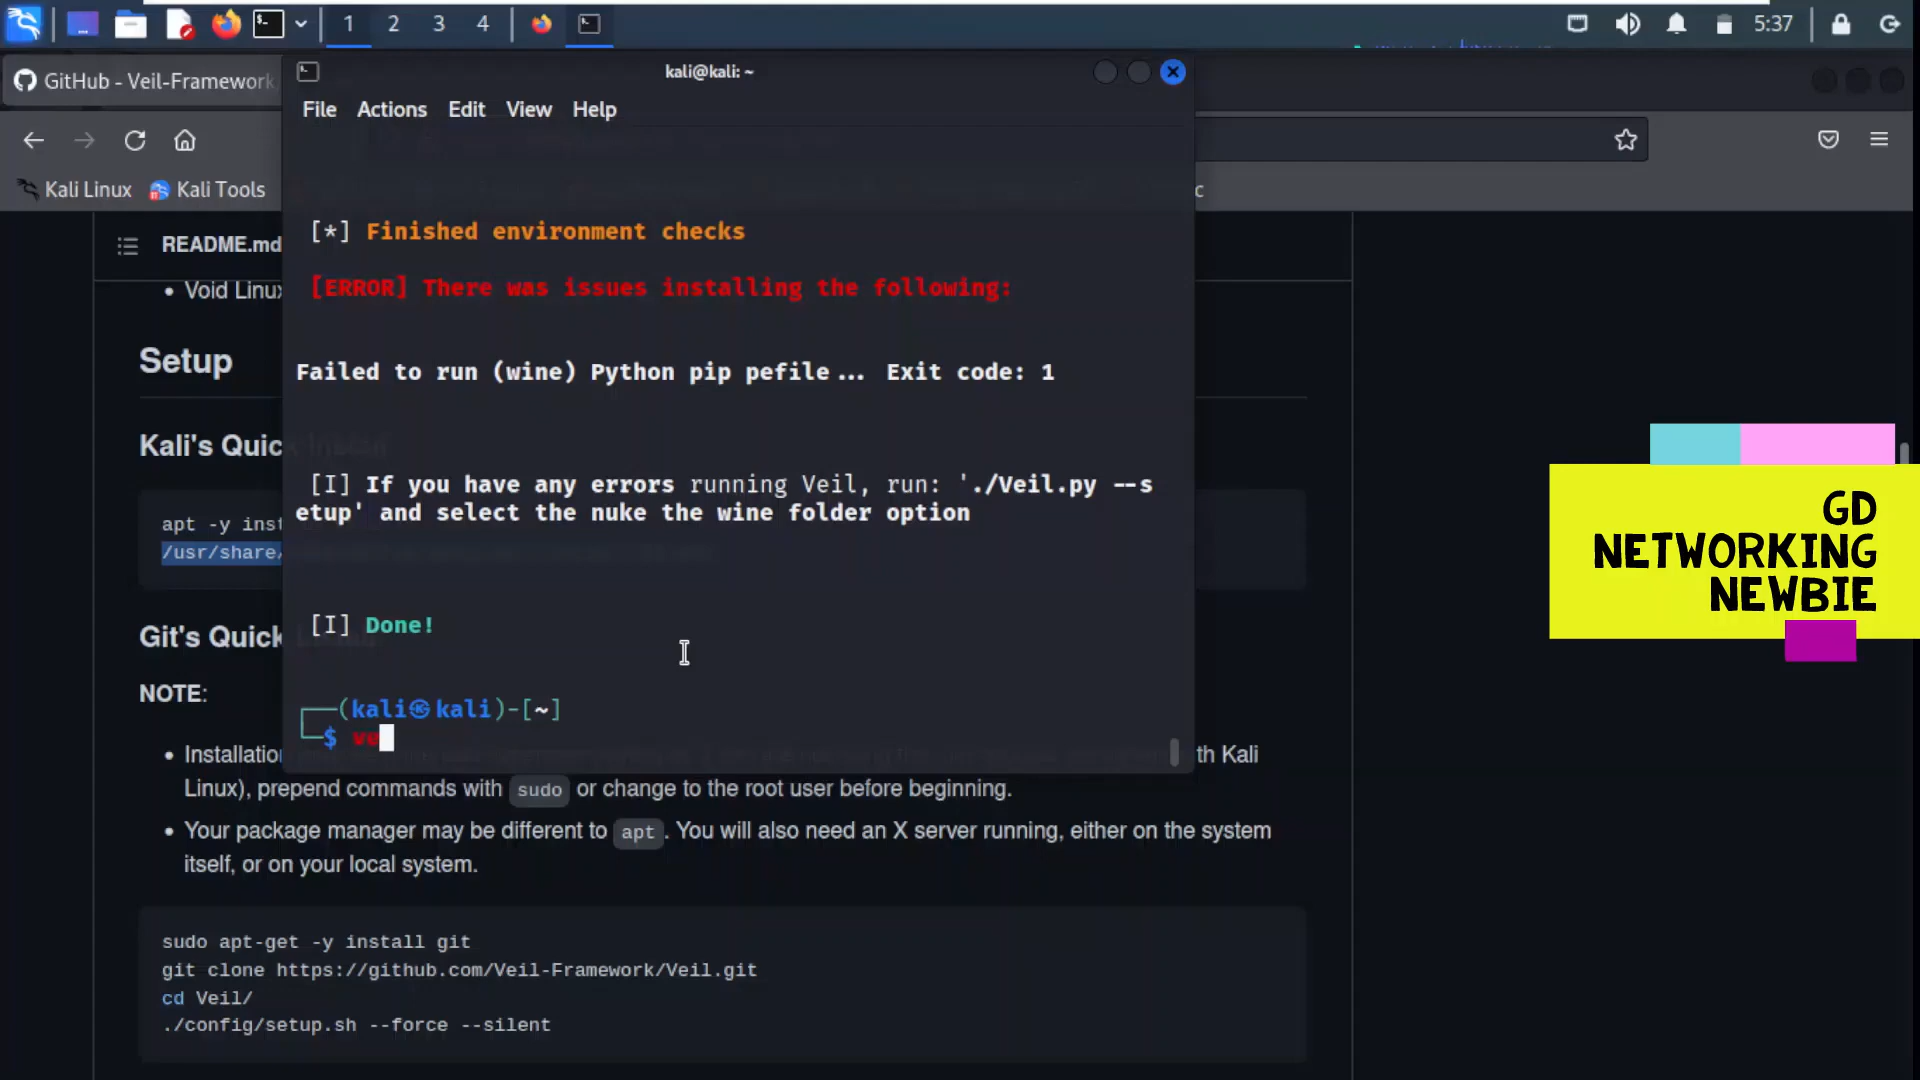 1 2 3 4 5:37
GitHub - Veil-Framework
kali@kali: ~
File Actions Edit View Help
Kali Linux Kali Tools
[*] Finished environment checks
README.md
[ERROR] There was issues installing the following:
Void Linux
Setup
Failed to run (wine) Python pip pefile... Exit code: 1
Kali's Quick Install
[I] If you have any errors running Veil, run: './Veil.py --s
etup' and select the nuke the wine folder option
apt -y inst
/usr/share/
GD
NETWORKING
NEWBIE
[I] Done!
Git's Quick
NOTE:
(kali㉿kali)-[~]
$ ve
Installation
th Kali
Linux), prepend commands with sudo or change to the root user before beginning.
Your package manager may be different to apt. You will also need an X server running, either on the system
itself, or on your local system.
sudo apt-get -y install git
git clone https://github.com/Veil-Framework/Veil.git
cd Veil/
./config/setup.sh --force --silent